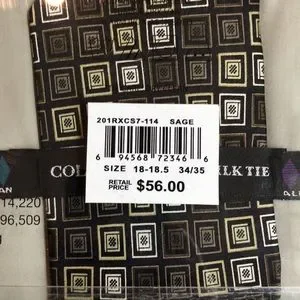 201RXCS7-114 SAGE
6 94568 72346 6
SIZE 18-18.5 34/35
RETAIL
PRICE $56.00
COL
LK TIE
14,220
96,509